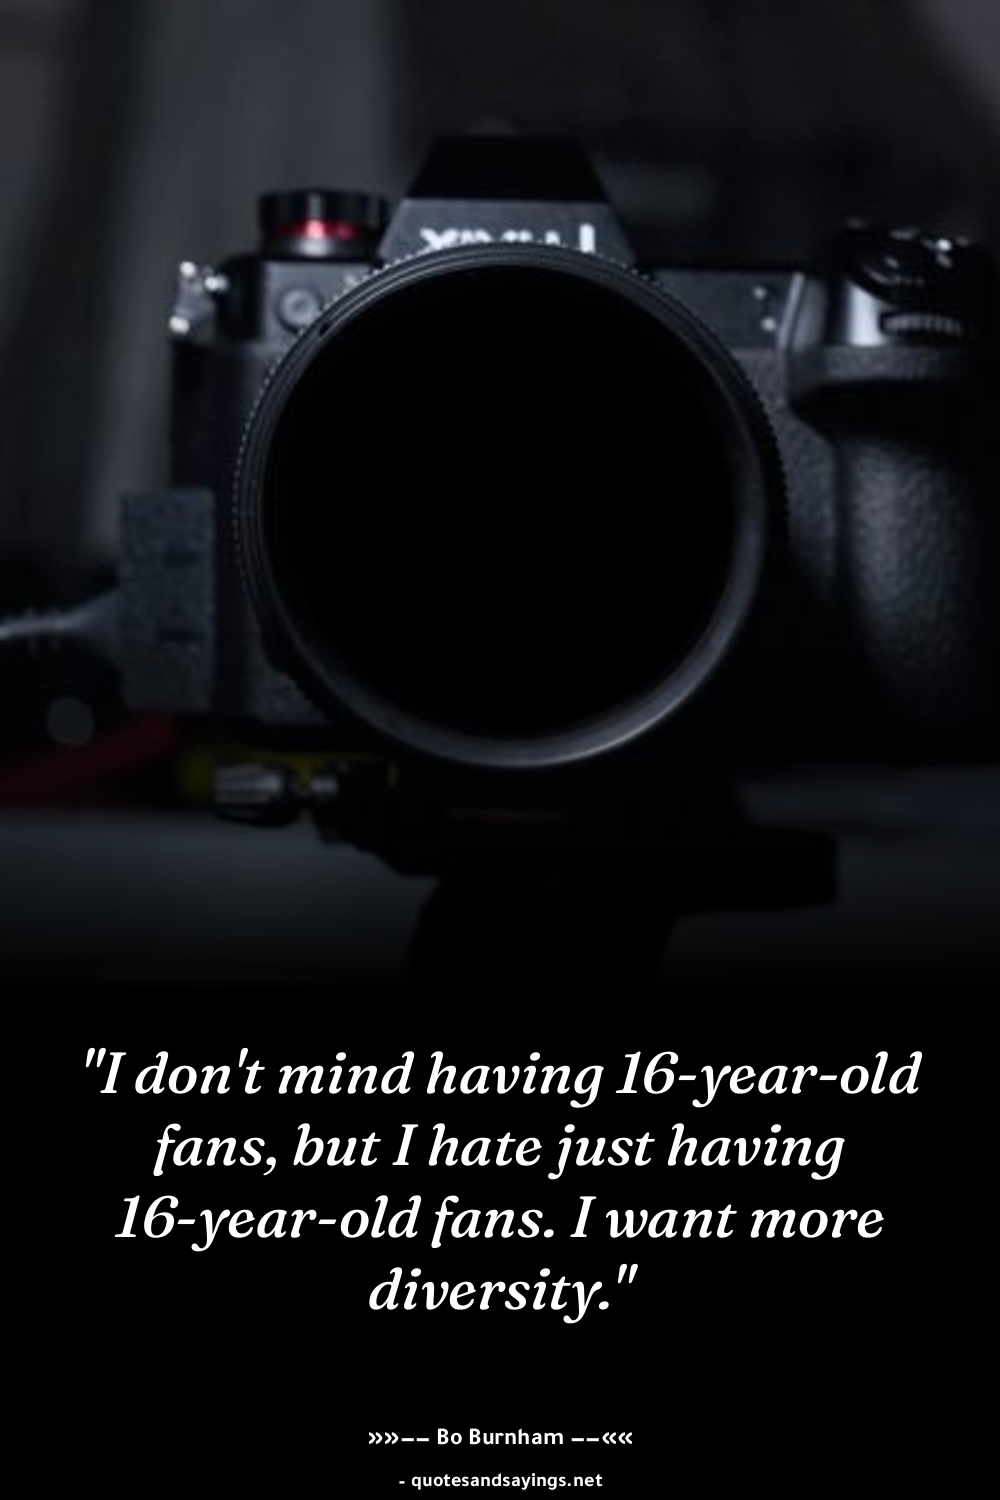 "I don't mind having 16-year-old
fans, but I hate just having
16-year-old fans. I want more
diversity."
»»–– Bo Burnham ––««
- quotesandsayings.net